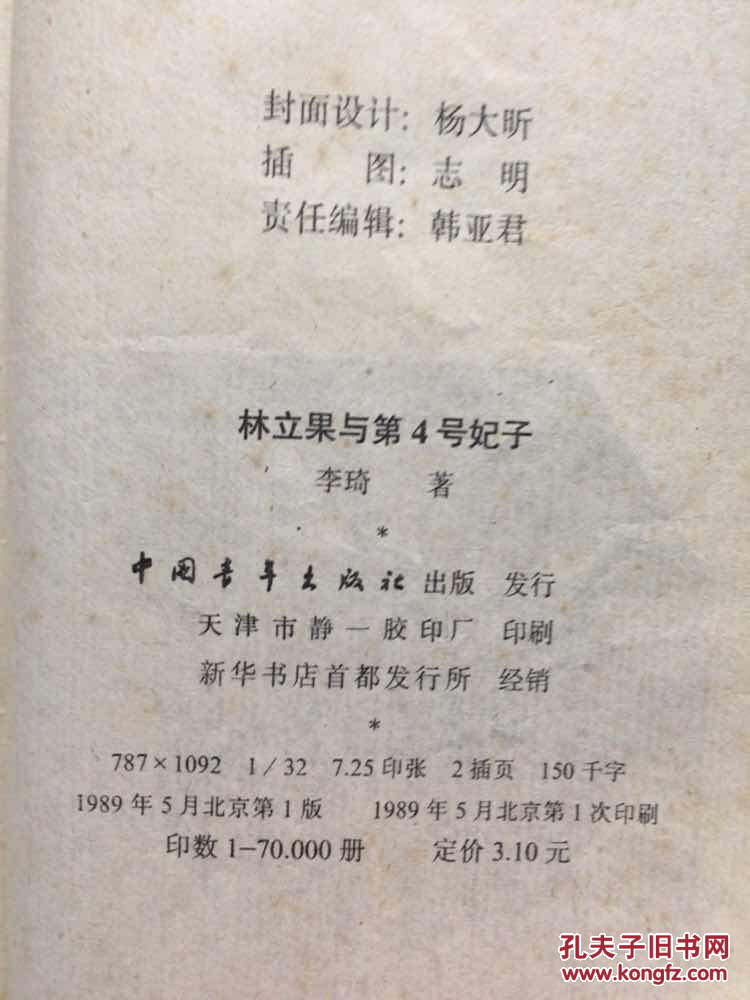 封面设计：杨大昕
插 图：志 明
责任编辑：韩亚君
林立果与第4号妃子
李琦 著
*
中国青年出版社 出版 发行
天津市静一胶印厂 印刷
新华书店首都发行所 经销
*
787×1092 1/32 7.25印张 2插页 150千字
1989年5月北京第1版 1989年5月北京第1次印刷
印数1-70.000册 定价3.10元
孔夫子旧书网
www.kongfz.com